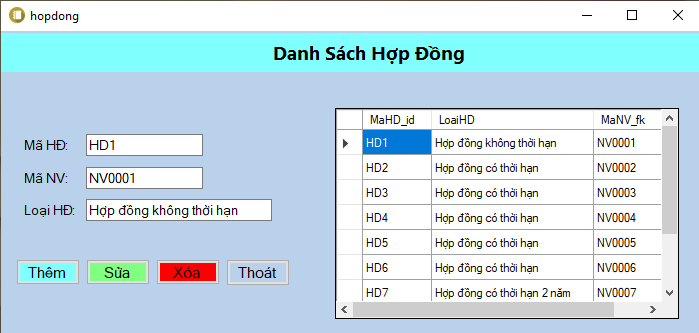 hopdong
Danh Sách Hợp Đồng
Mã HĐ: HD1
Mã NV: NV0001
Loại HĐ: Hợp đồng không thời hạn
Thêm Sửa Xóa Thoát
MaHD_id LoaiHD MaNV_fk
HD1 Hợp đồng không thời hạn NV0001
HD2 Hợp đồng có thời hạn NV0002
HD3 Hợp đồng có thời hạn NV0003
HD4 Hợp đồng có thời hạn NV0004
HD5 Hợp đồng có thời hạn NV0005
HD6 Hợp đồng có thời hạn NV0006
HD7 Hợp đồng có thời hạn 2 năm NV0007